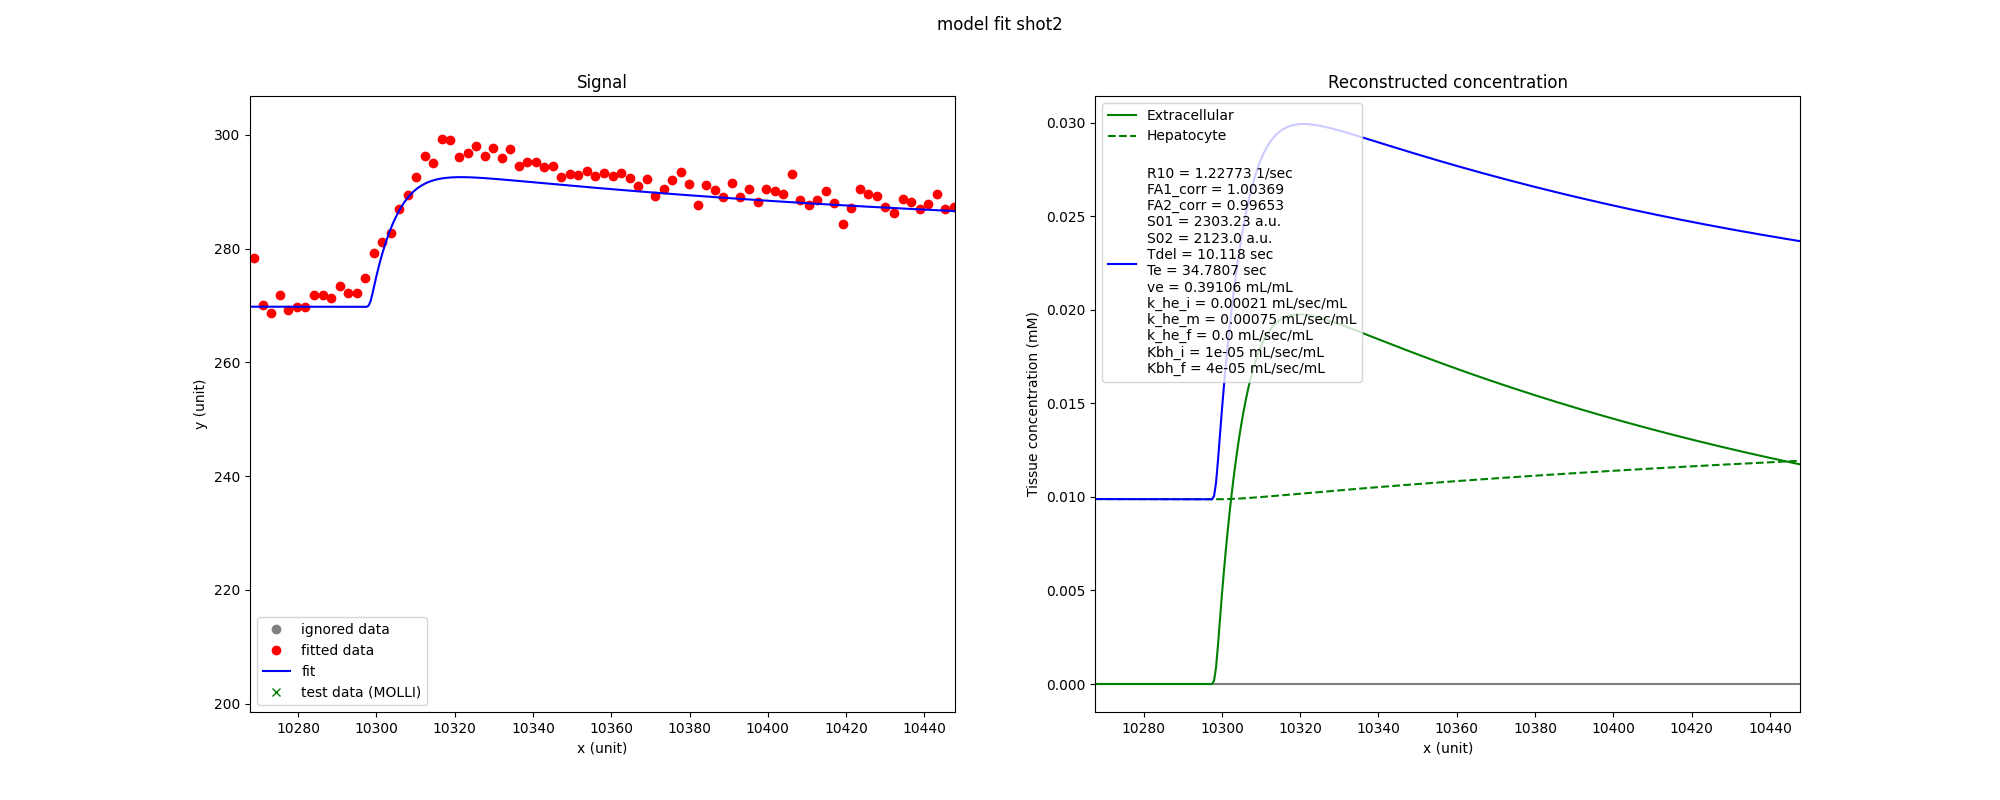 model fit shot2
Signal
300
280
260
240
220
200
y (unit)
ignored data
fitted data
fit
test data (MOLLI)
10280 10300 10320 10340 10360 10380 10400 10420 10440
x (unit)
Reconstructed concentration
0.030
0.025
0.020
0.015
0.010
0.005
0.000
Tissue concentration (mM)
Extracellular
Hepatocyte
R10 = 1.22773 1/sec
FA1_corr = 1.00369
FA2_corr = 0.99653
S01 = 2303.23 a.u.
S02 = 2123.0 a.u.
Tdel = 10.118 sec
Te = 34.7807 sec
ve = 0.39106 mL/mL
k_he_i = 0.00021 mL/sec/mL
k_he_m = 0.00075 mL/sec/mL
k_he_f = 0.0 mL/sec/mL
Kbh_i = 1e-05 mL/sec/mL
Kbh_f = 4e-05 mL/sec/mL
10280 10300 10320 10340 10360 10380 10400 10420 10440
x (unit)